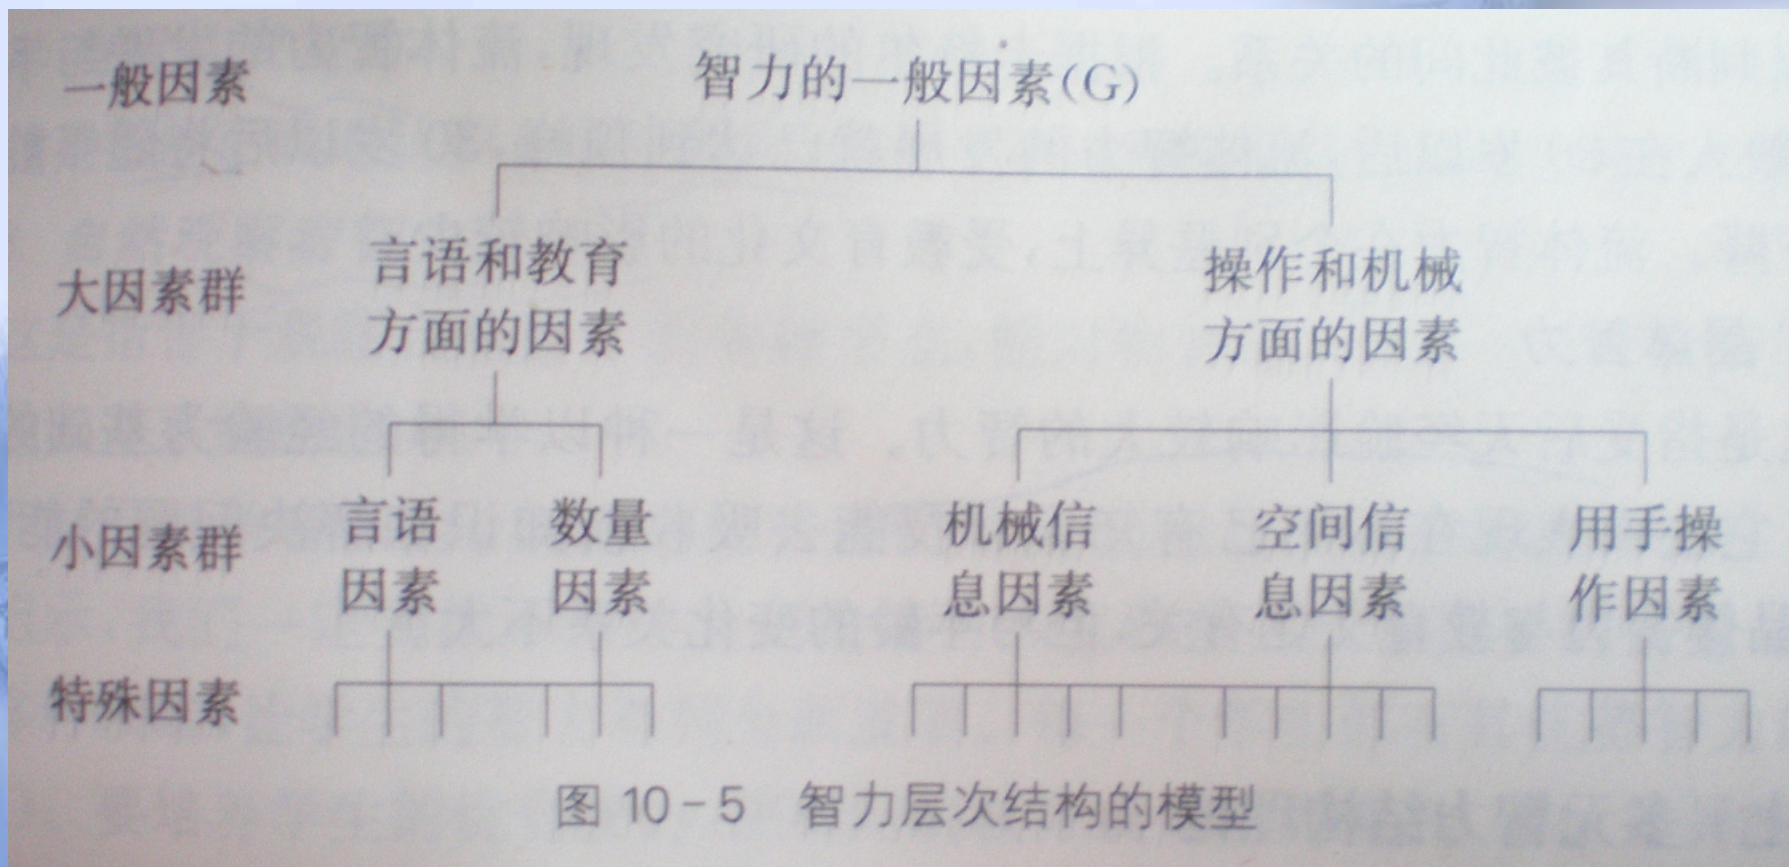 一般因素
智力的一般因素(G)
大因素群
言语和教育
方面的因素
操作和机械
方面的因素
小因素群
言语
因素
数量
因素
机械信
息因素
空间信
息因素
用手操
作因素
特殊因素
图 10-5 智力层次结构的模型